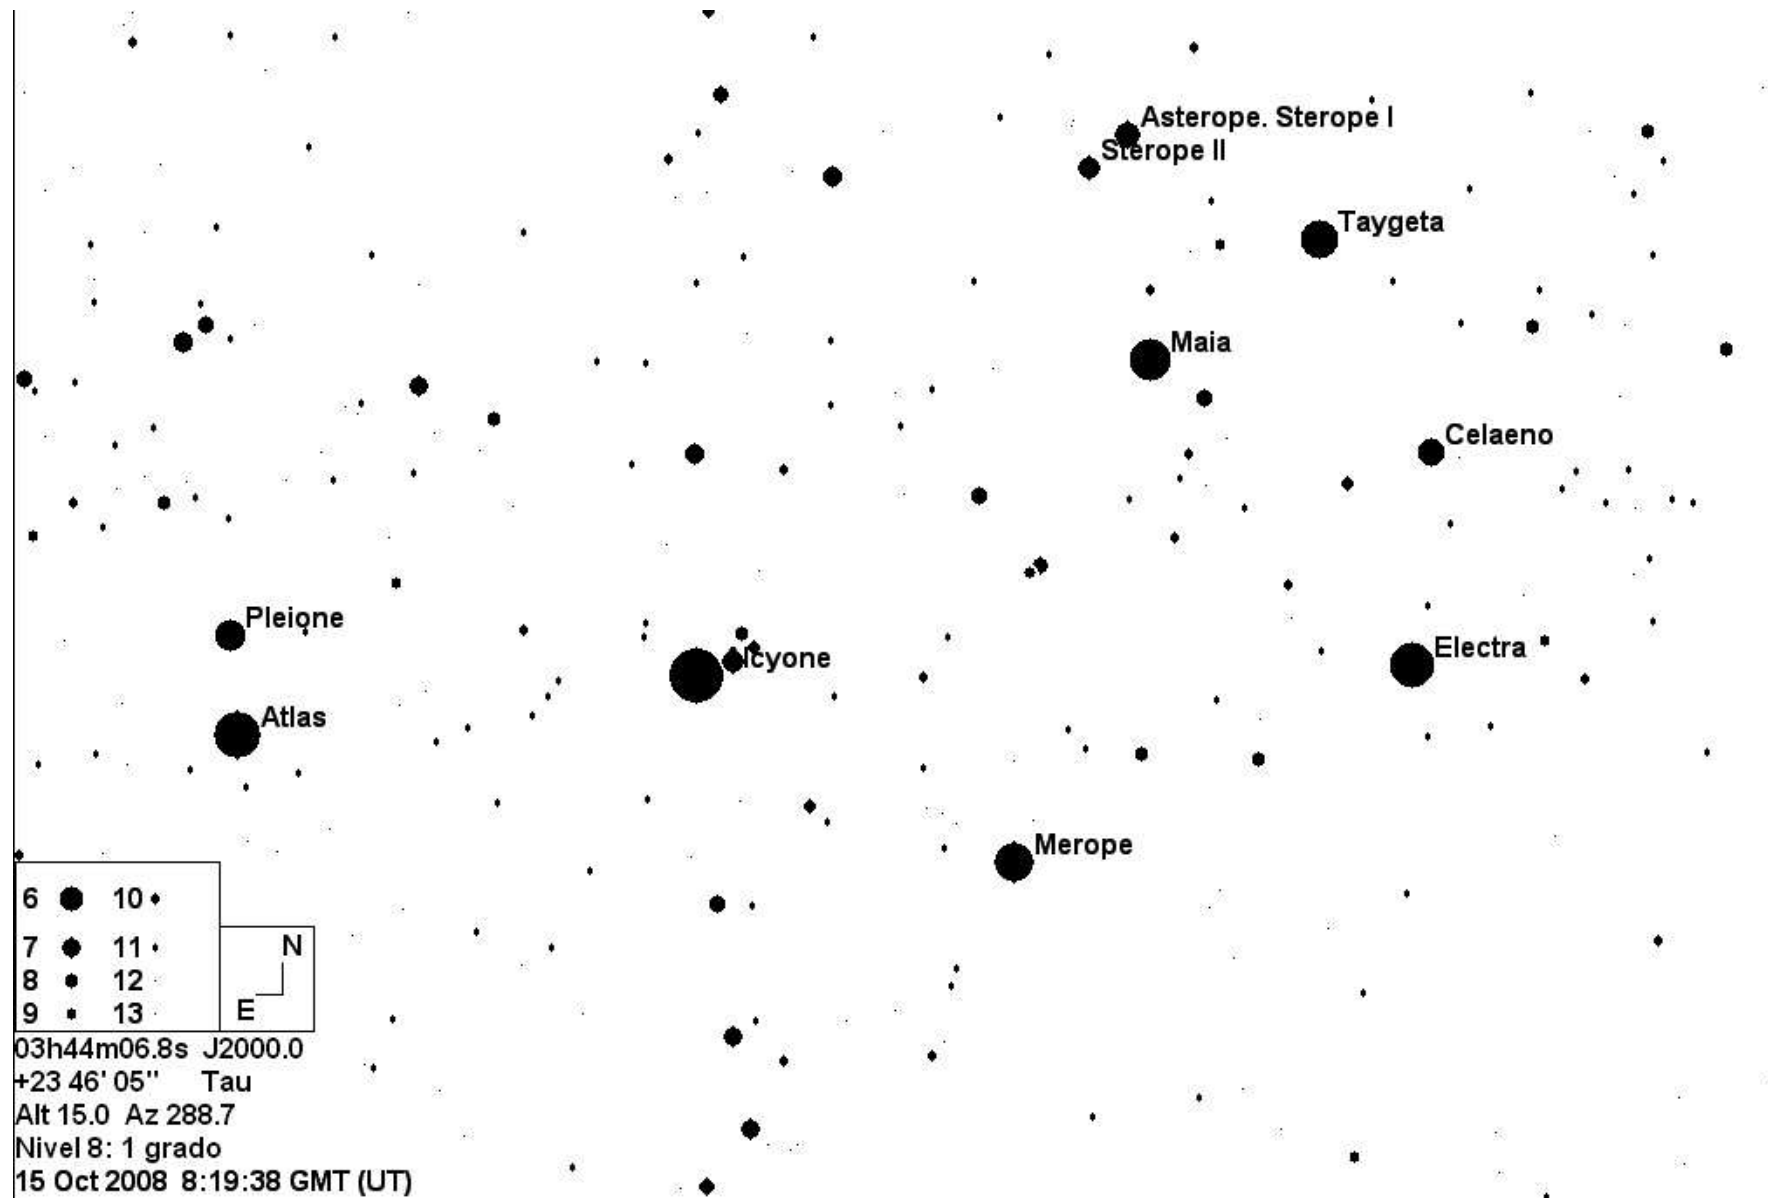 Asterope. Sterope I
Sterope II
Taygeta
Maia
Celaeno
Pleione
Alcyone
Electra
Atlas
Merope
6 10
7 11
8 12
9 13
N
E
03h44m06.8s J2000.0
+23 46' 05" Tau
Alt 15.0 Az 288.7
Nivel 8: 1 grado
15 Oct 2008 8:19:38 GMT (UT)